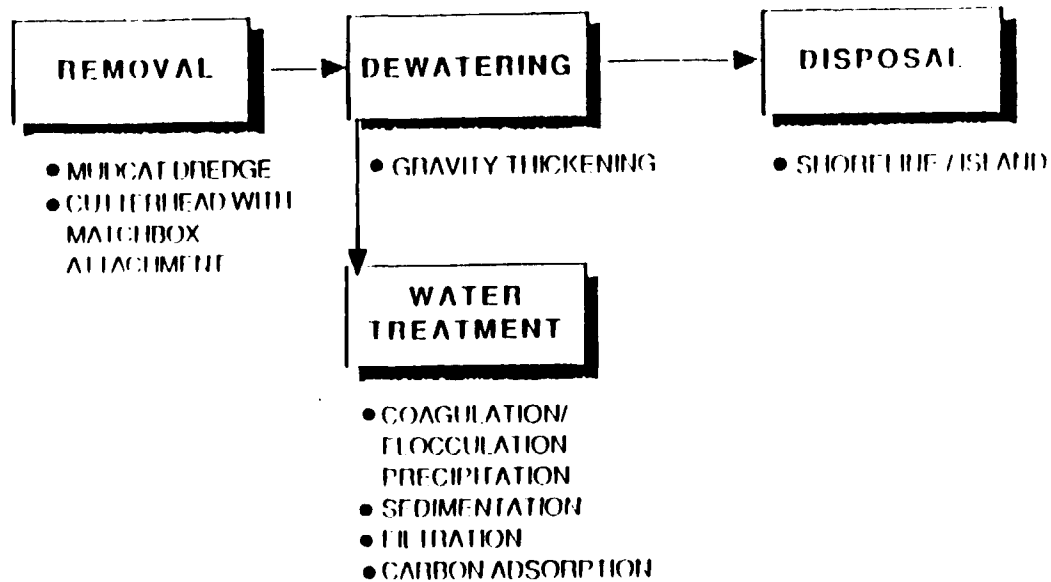 REMOVAL
DEWATERING
DISPOSAL
● MUDCAT DREDGE
● CUTTERHEAD WITH
MATCHBOX
ATTACHMENT
● GRAVITY THICKENING
● SHORELINE / ISLAND
WATER
TREATMENT
● COAGULATION/
FLOCCULATION
PRECIPITATION
● SEDIMENTATION
● FILTRATION
● CARBON ADSORPTION